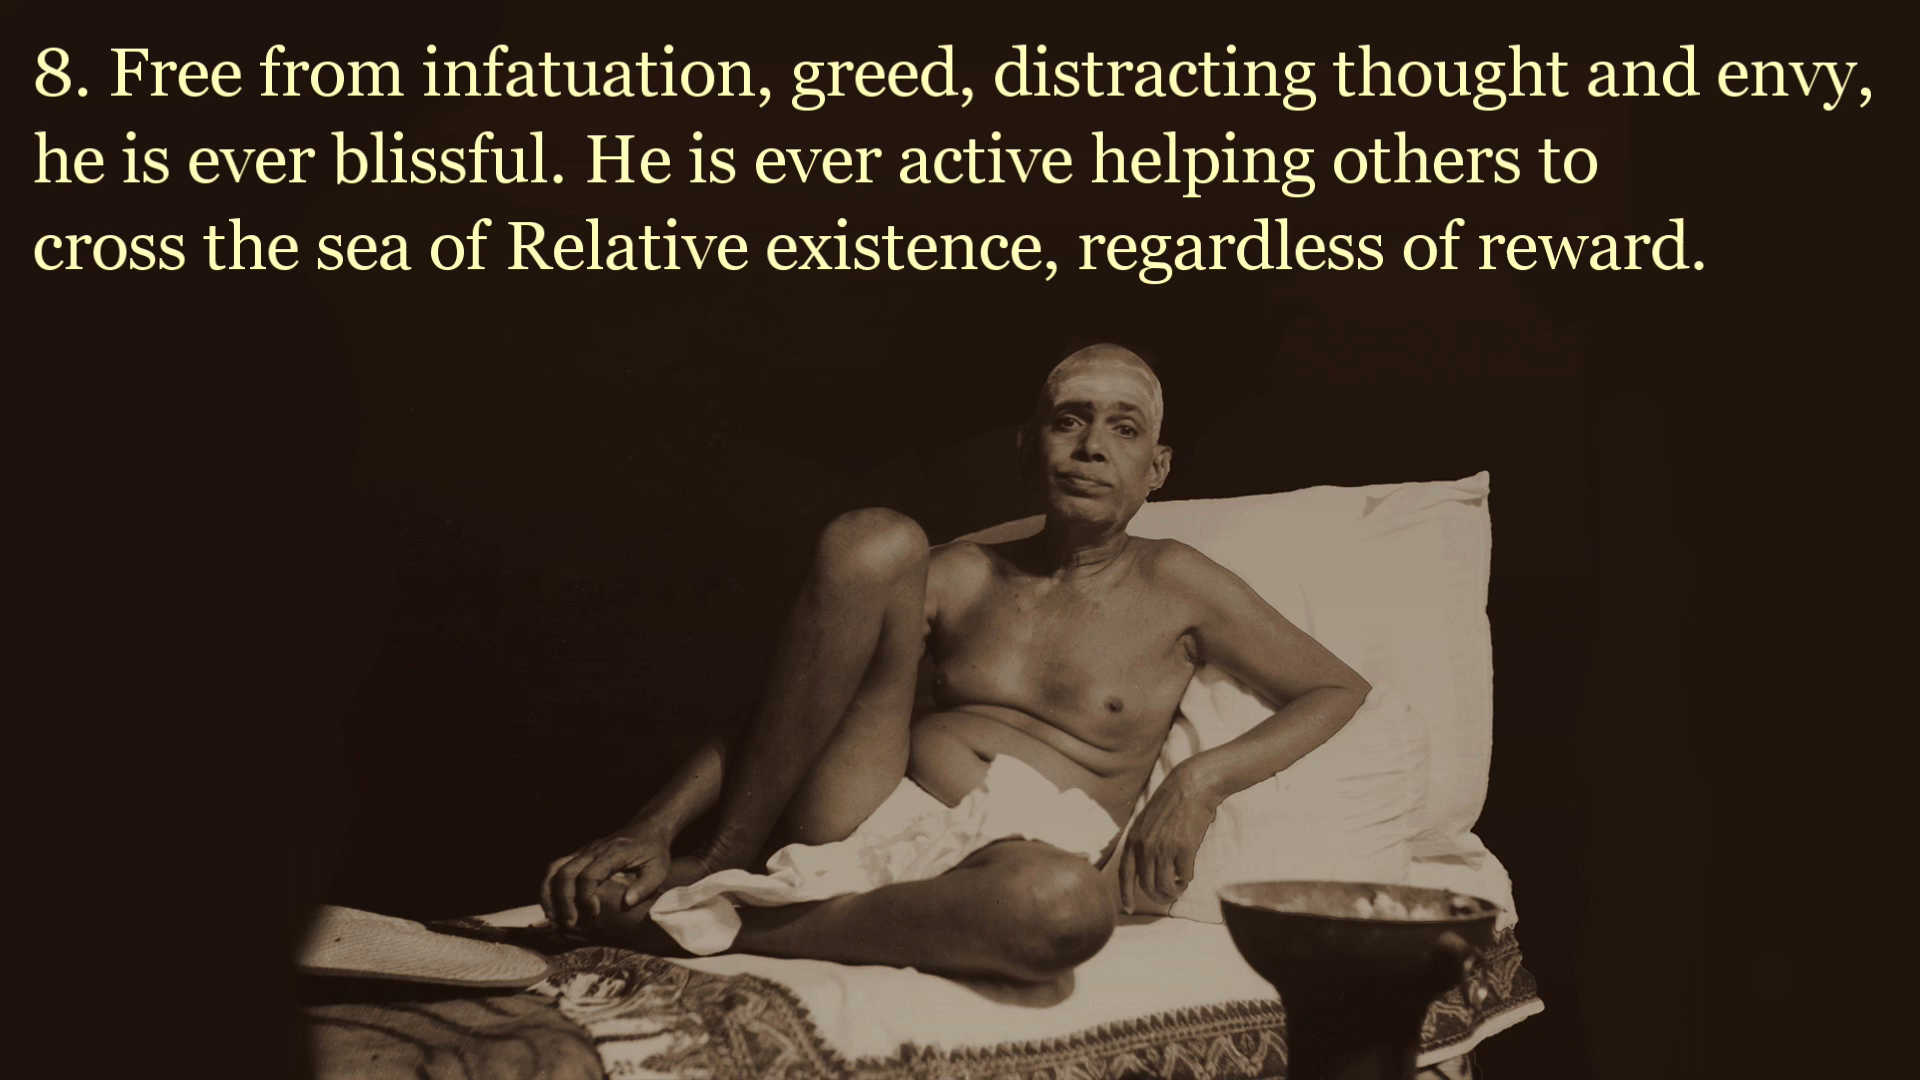 8. Free from infatuation, greed, distracting thought and envy,
he is ever blissful. He is ever active helping others to
cross the sea of Relative existence, regardless of reward.